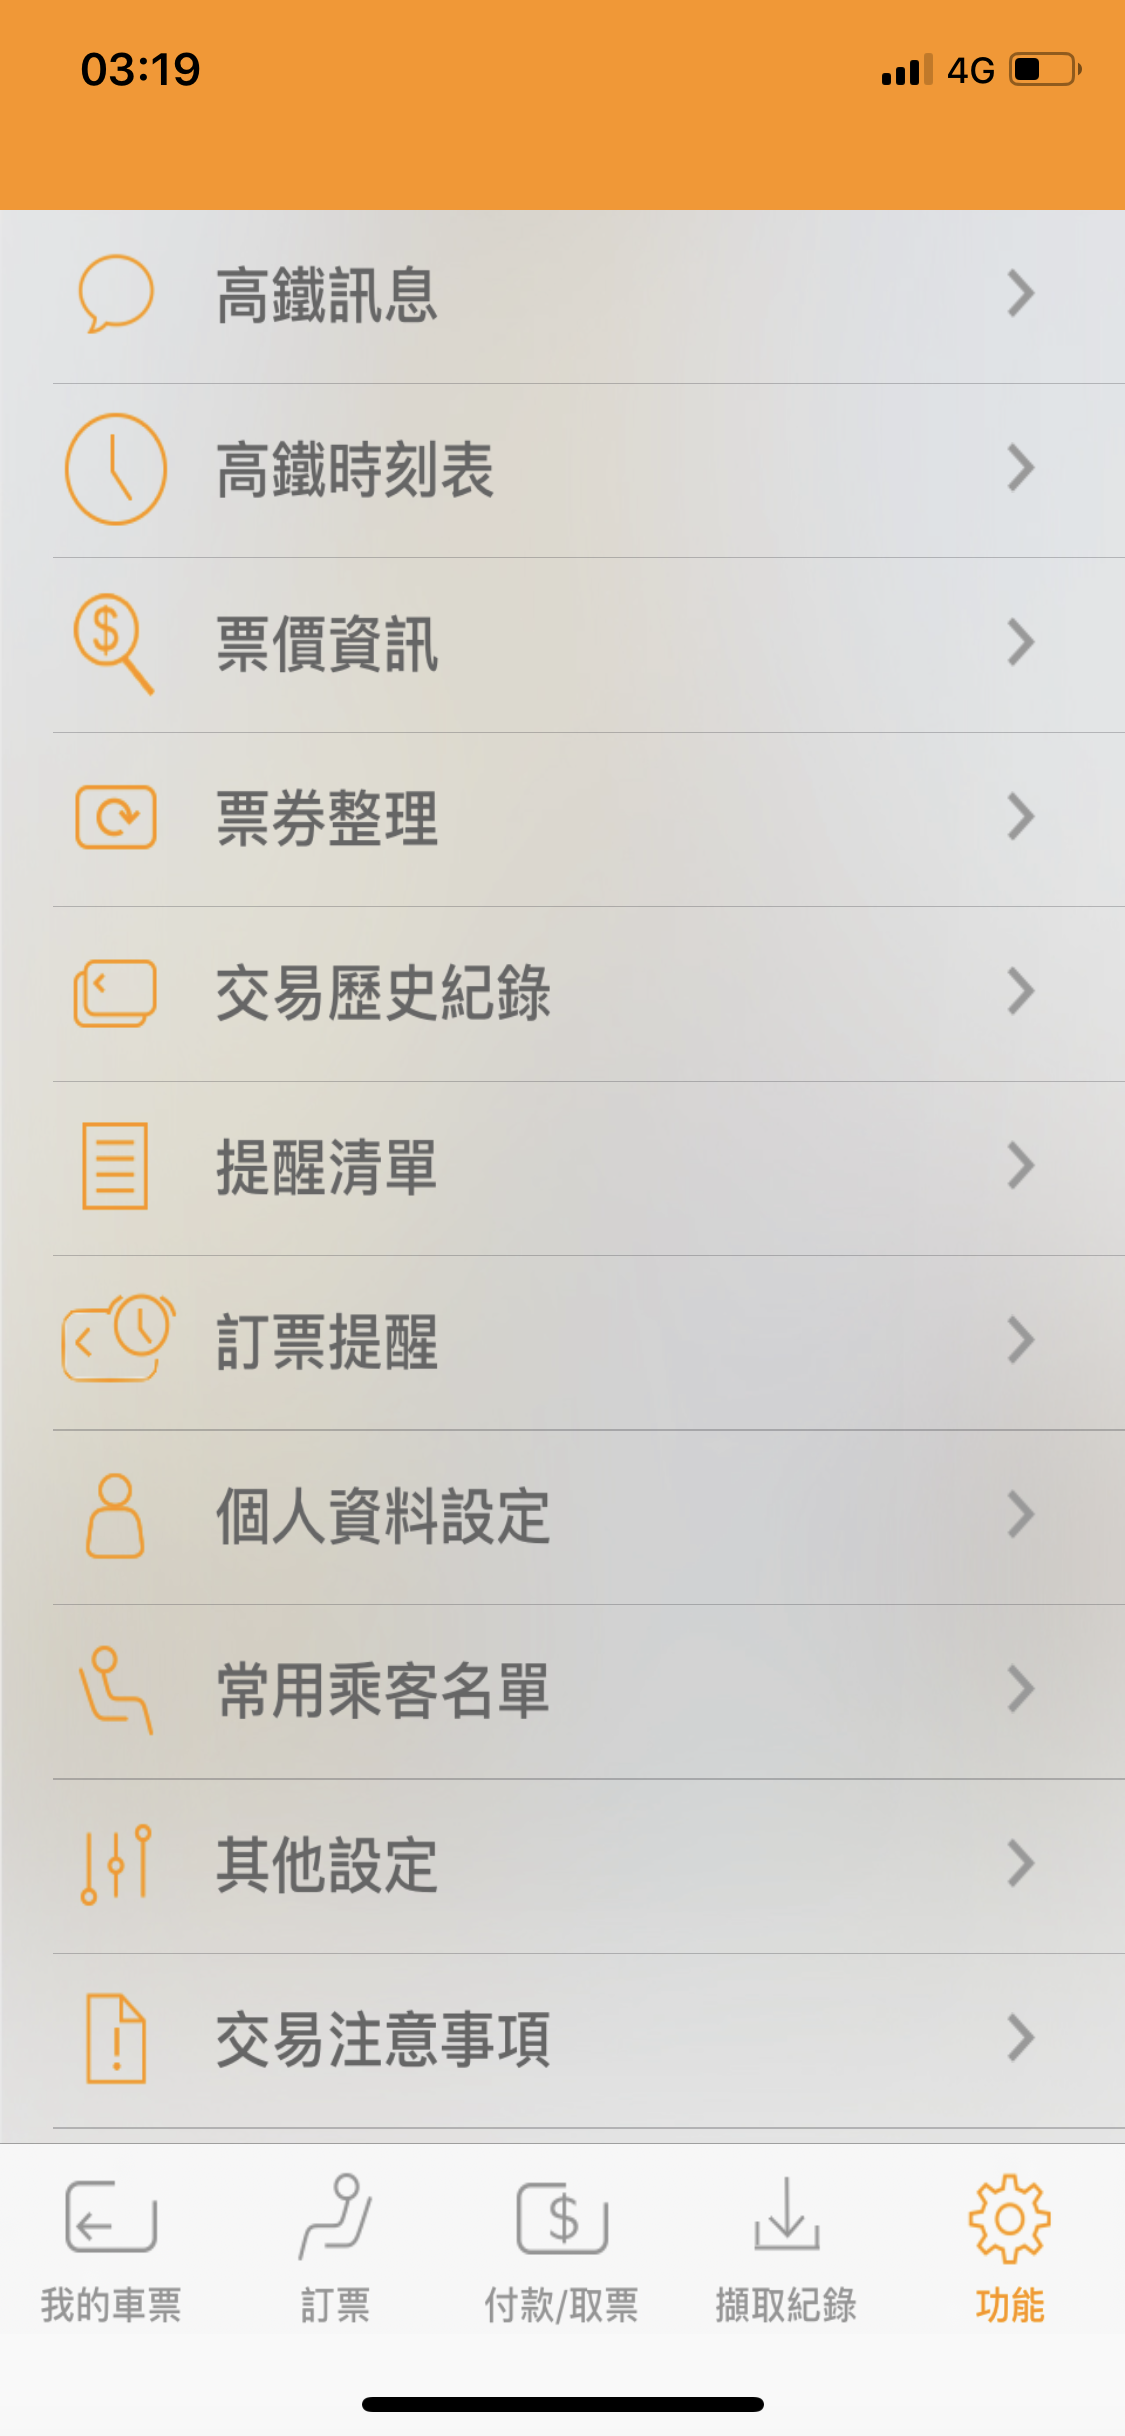 03:19 4G
高鐵訊息
高鐵時刻表
票價資訊
票券整理
交易歷史紀錄
提醒清單
訂票提醒
個人資料設定
常用乘客名單
其他設定
交易注意事項
我的車票 訂票 付款/取票 擷取紀錄 功能